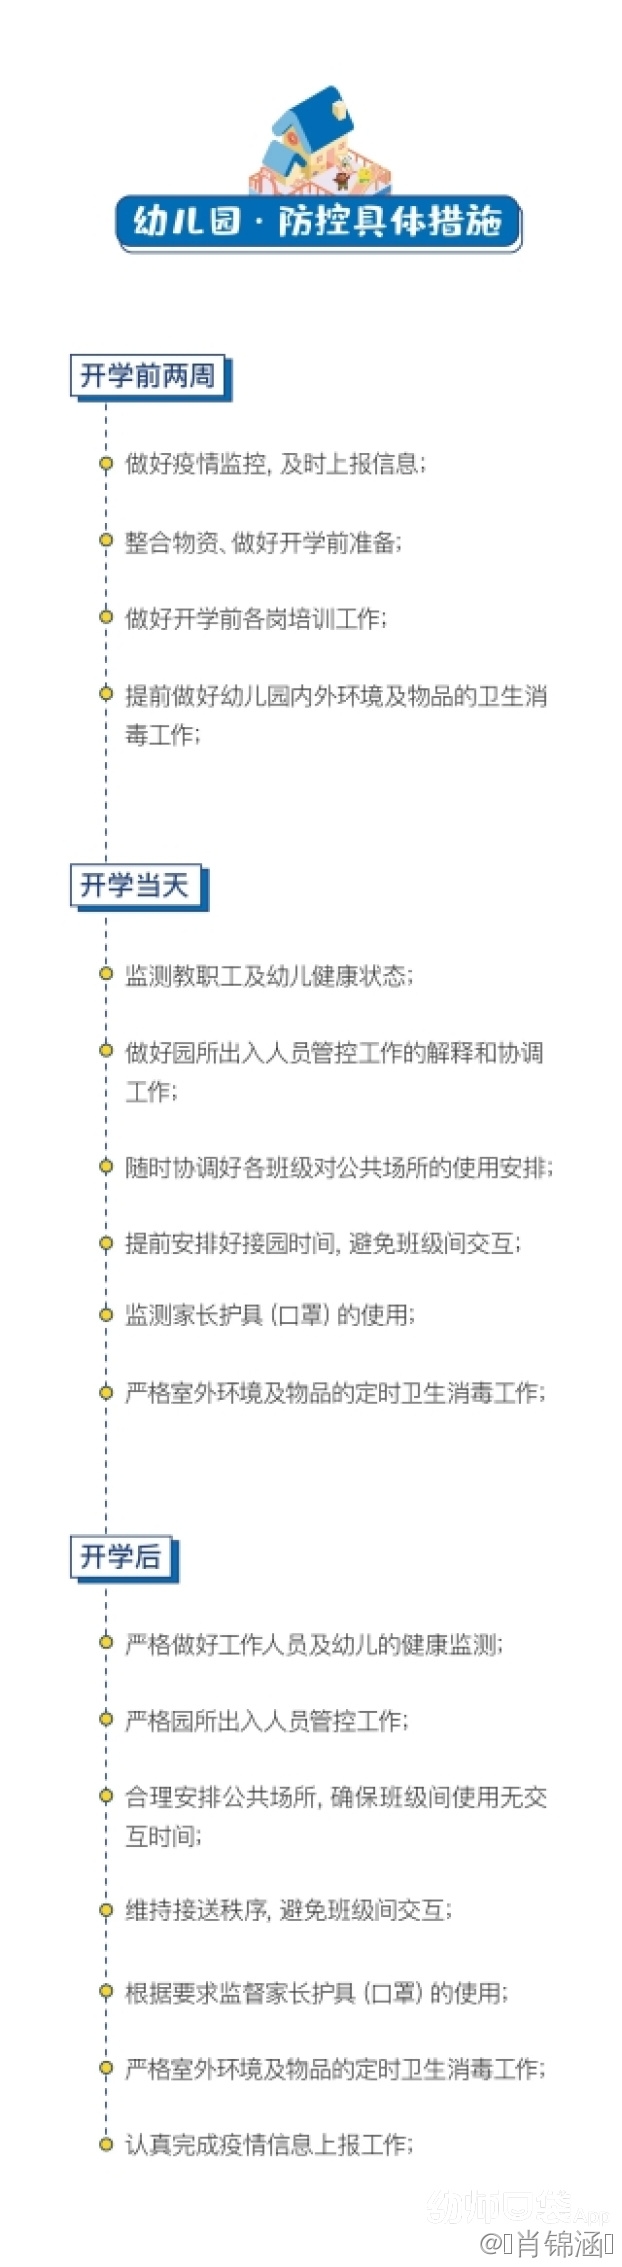 幼儿园·防控具体措施
开学前两周
做好疫情监控, 及时上报信息;
整合物资、做好开学前准备;
做好开学前各岗培训工作;
提前做好幼儿园内外环境及物品的卫生消
毒工作;
开学当天
监测教职工及幼儿健康状态;
做好园所出入人员管控工作的解释和协调
工作;
随时协调好各班级对公共场所的使用安排;
提前安排好接园时间, 避免班级间交互;
监测家长护具 (口罩) 的使用;
严格室外环境及物品的定时卫生消毒工作;
开学后
严格做好工作人员及幼儿的健康监测;
严格园所出入人员管控工作;
合理安排公共场所, 确保班级间使用无交
互时间;
维持接送秩序, 避免班级间交互;
根据要求监督家长护具 (口罩) 的使用;
严格室外环境及物品的定时卫生消毒工作;
认真完成疫情信息上报工作;
幼师口袋App
@肖锦涵